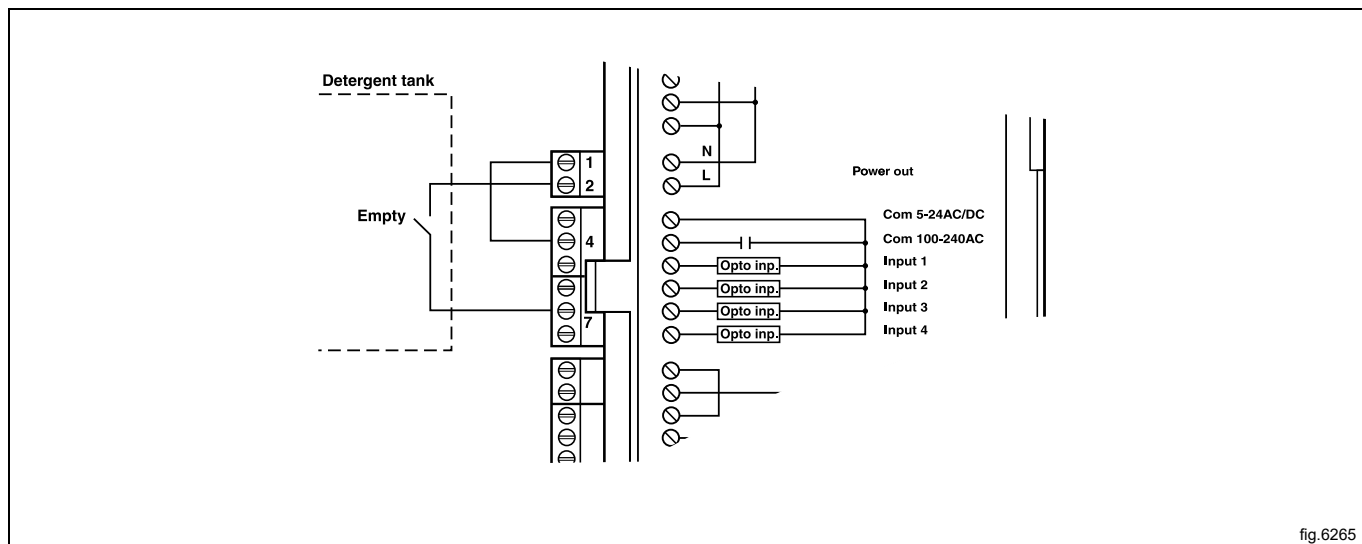 Detergent tank
1
2
Empty
4
7
N
L
Power out
Com 5-24AC/DC
Com 100-240AC
Opto inp. Input 1
Opto inp. Input 2
Opto inp. Input 3
Opto inp. Input 4
fig.6265